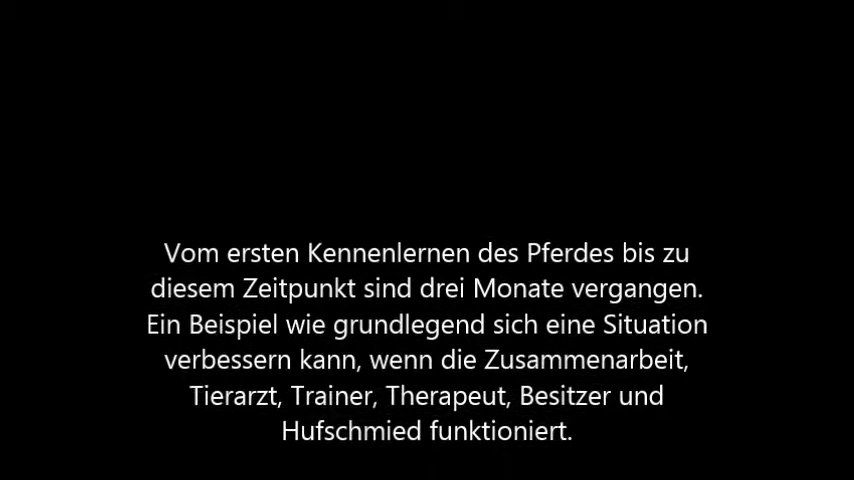 Vom ersten Kennenlernen des Pferdes bis zu
diesem Zeitpunkt sind drei Monate vergangen.
Ein Beispiel wie grundlegend sich eine Situation
verbessern kann, wenn die Zusammenarbeit,
Tierarzt, Trainer, Therapeut, Besitzer und
Hufschmied funktioniert.